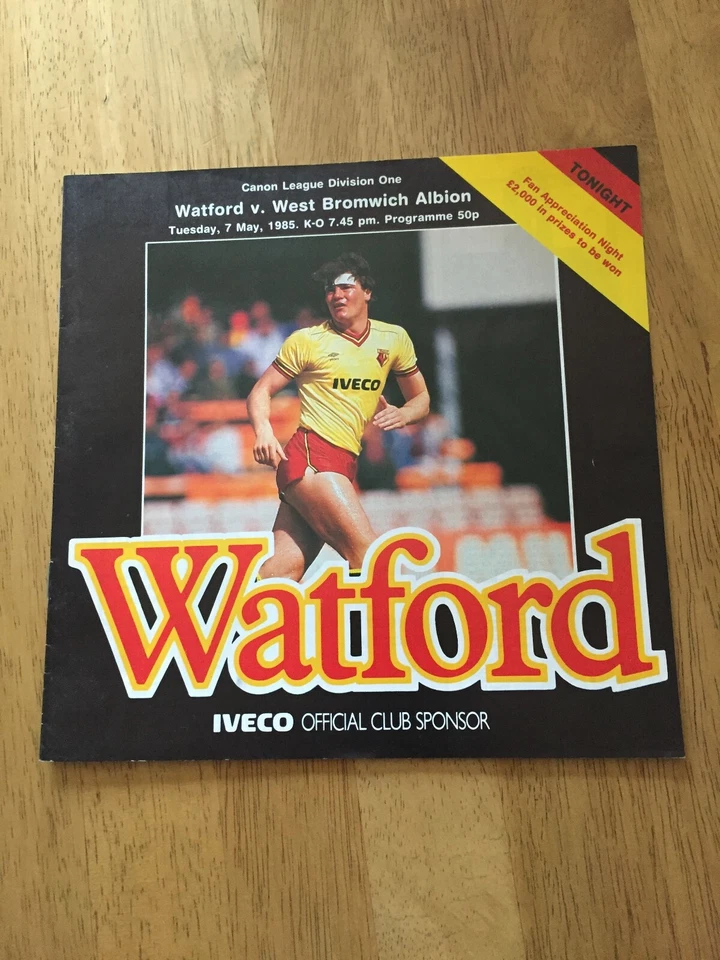 Canon League Division One
Watford v. West Bromwich Albion
Tuesday, 7 May, 1985. K-O 7.45 pm. Programme 50p
TONIGHT
Fan Appreciation Night
£2,000 in prizes to be won
IVECO
Watford
IVECO OFFICIAL CLUB SPONSOR